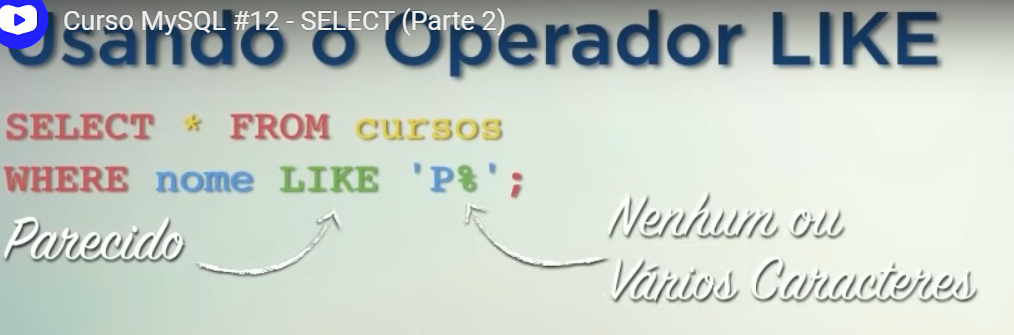 Curso MySQL #12 - SELECT (Parte 2)
Usando o Operador LIKE
SELECT * FROM cursos
WHERE nome LIKE 'P%';
Parecido
Nenhum ou
Vários Caracteres